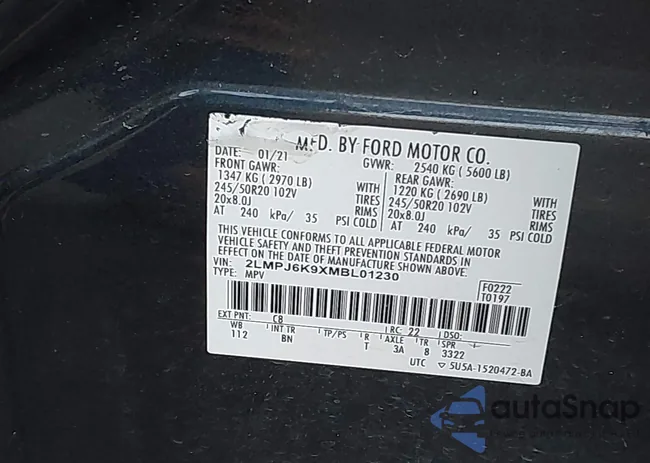 MFD. BY FORD MOTOR CO.
DATE: 01/21 GVWR: 2540 KG ( 5600 LB)
FRONT GAWR: REAR GAWR:
1347 KG ( 2970 LB) WITH 1220 KG ( 2690 LB) WITH
245/50R20 102V TIRES 245/50R20 102V TIRES
20x8.0J RIMS 20x8.0J RIMS
AT 240 kPa/ 35 PSI COLD AT 240 kPa/ 35 PSI COLD
THIS VEHICLE CONFORMS TO ALL APPLICABLE FEDERAL MOTOR
VEHICLE SAFETY AND THEFT PREVENTION STANDARDS IN
EFFECT ON THE DATE OF MANUFACTURE SHOWN ABOVE.
VIN: 2LMPJ6K9XMBL01230 F0222
TYPE: MPV T0197
EXT PNT: C8 RC: 22 DSO:
WB INT TR TP/PS R AXLE TR SPR
112 BN T 3A 8 3322
UTC ▽ 5U5A-1520472-BA
autoSnap